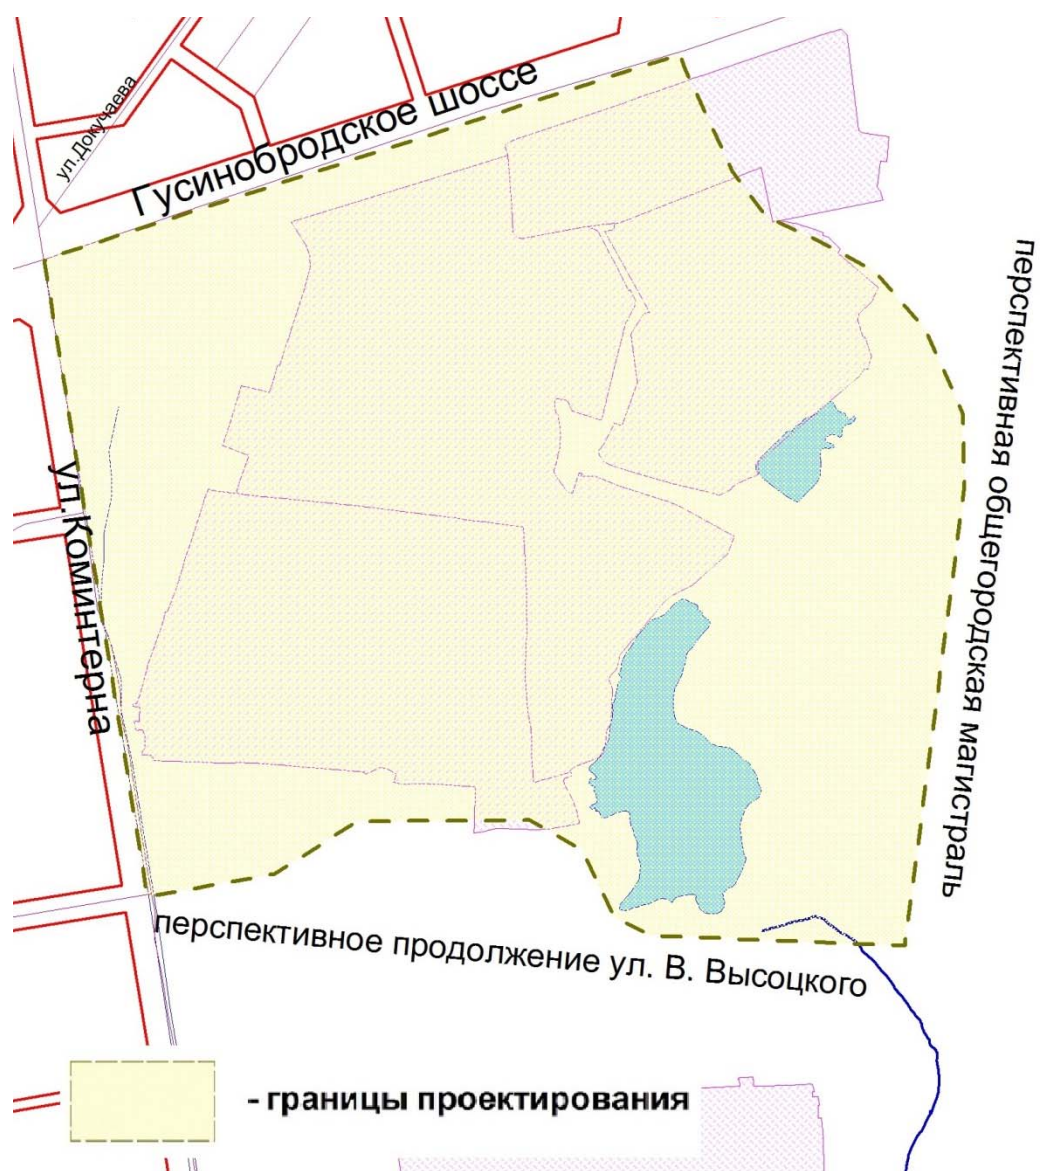 ул.Докучаева
Гусинобродское шоссе
перспективная общегородская магистраль
ул.Коминтерна
перспективное продолжение ул. В. Высоцкого
- границы проектирования